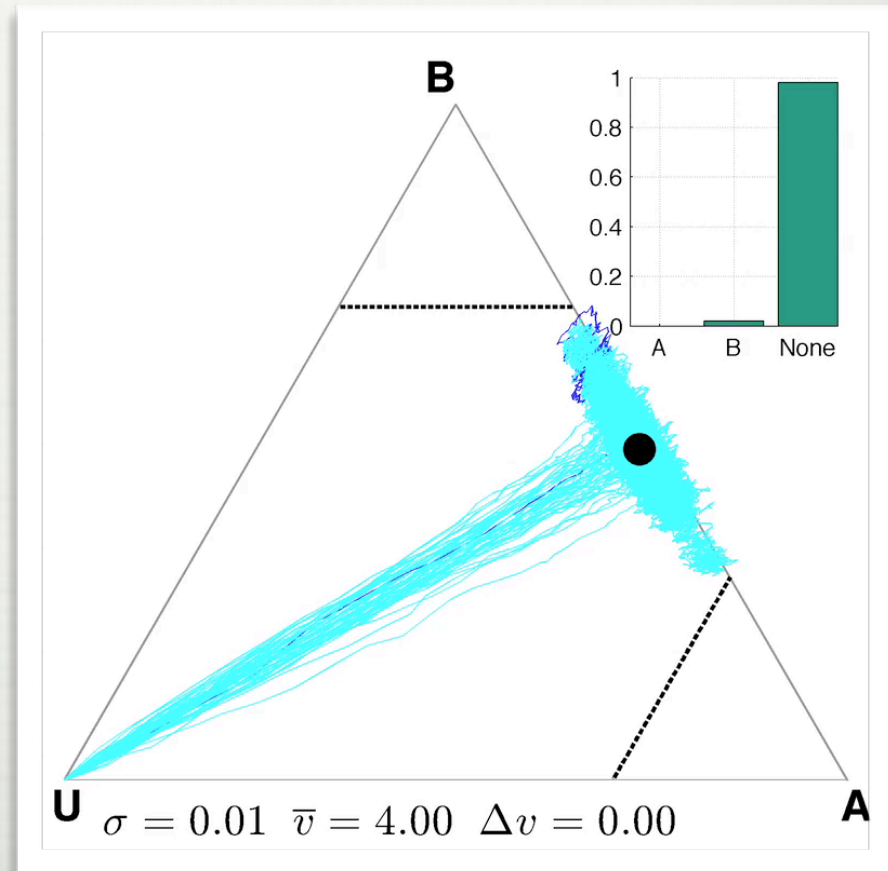 B
1
0.8
0.6
0.4
0.2
0
A B None
U
A
σ = 0.01 v̅ = 4.00 Δv = 0.00